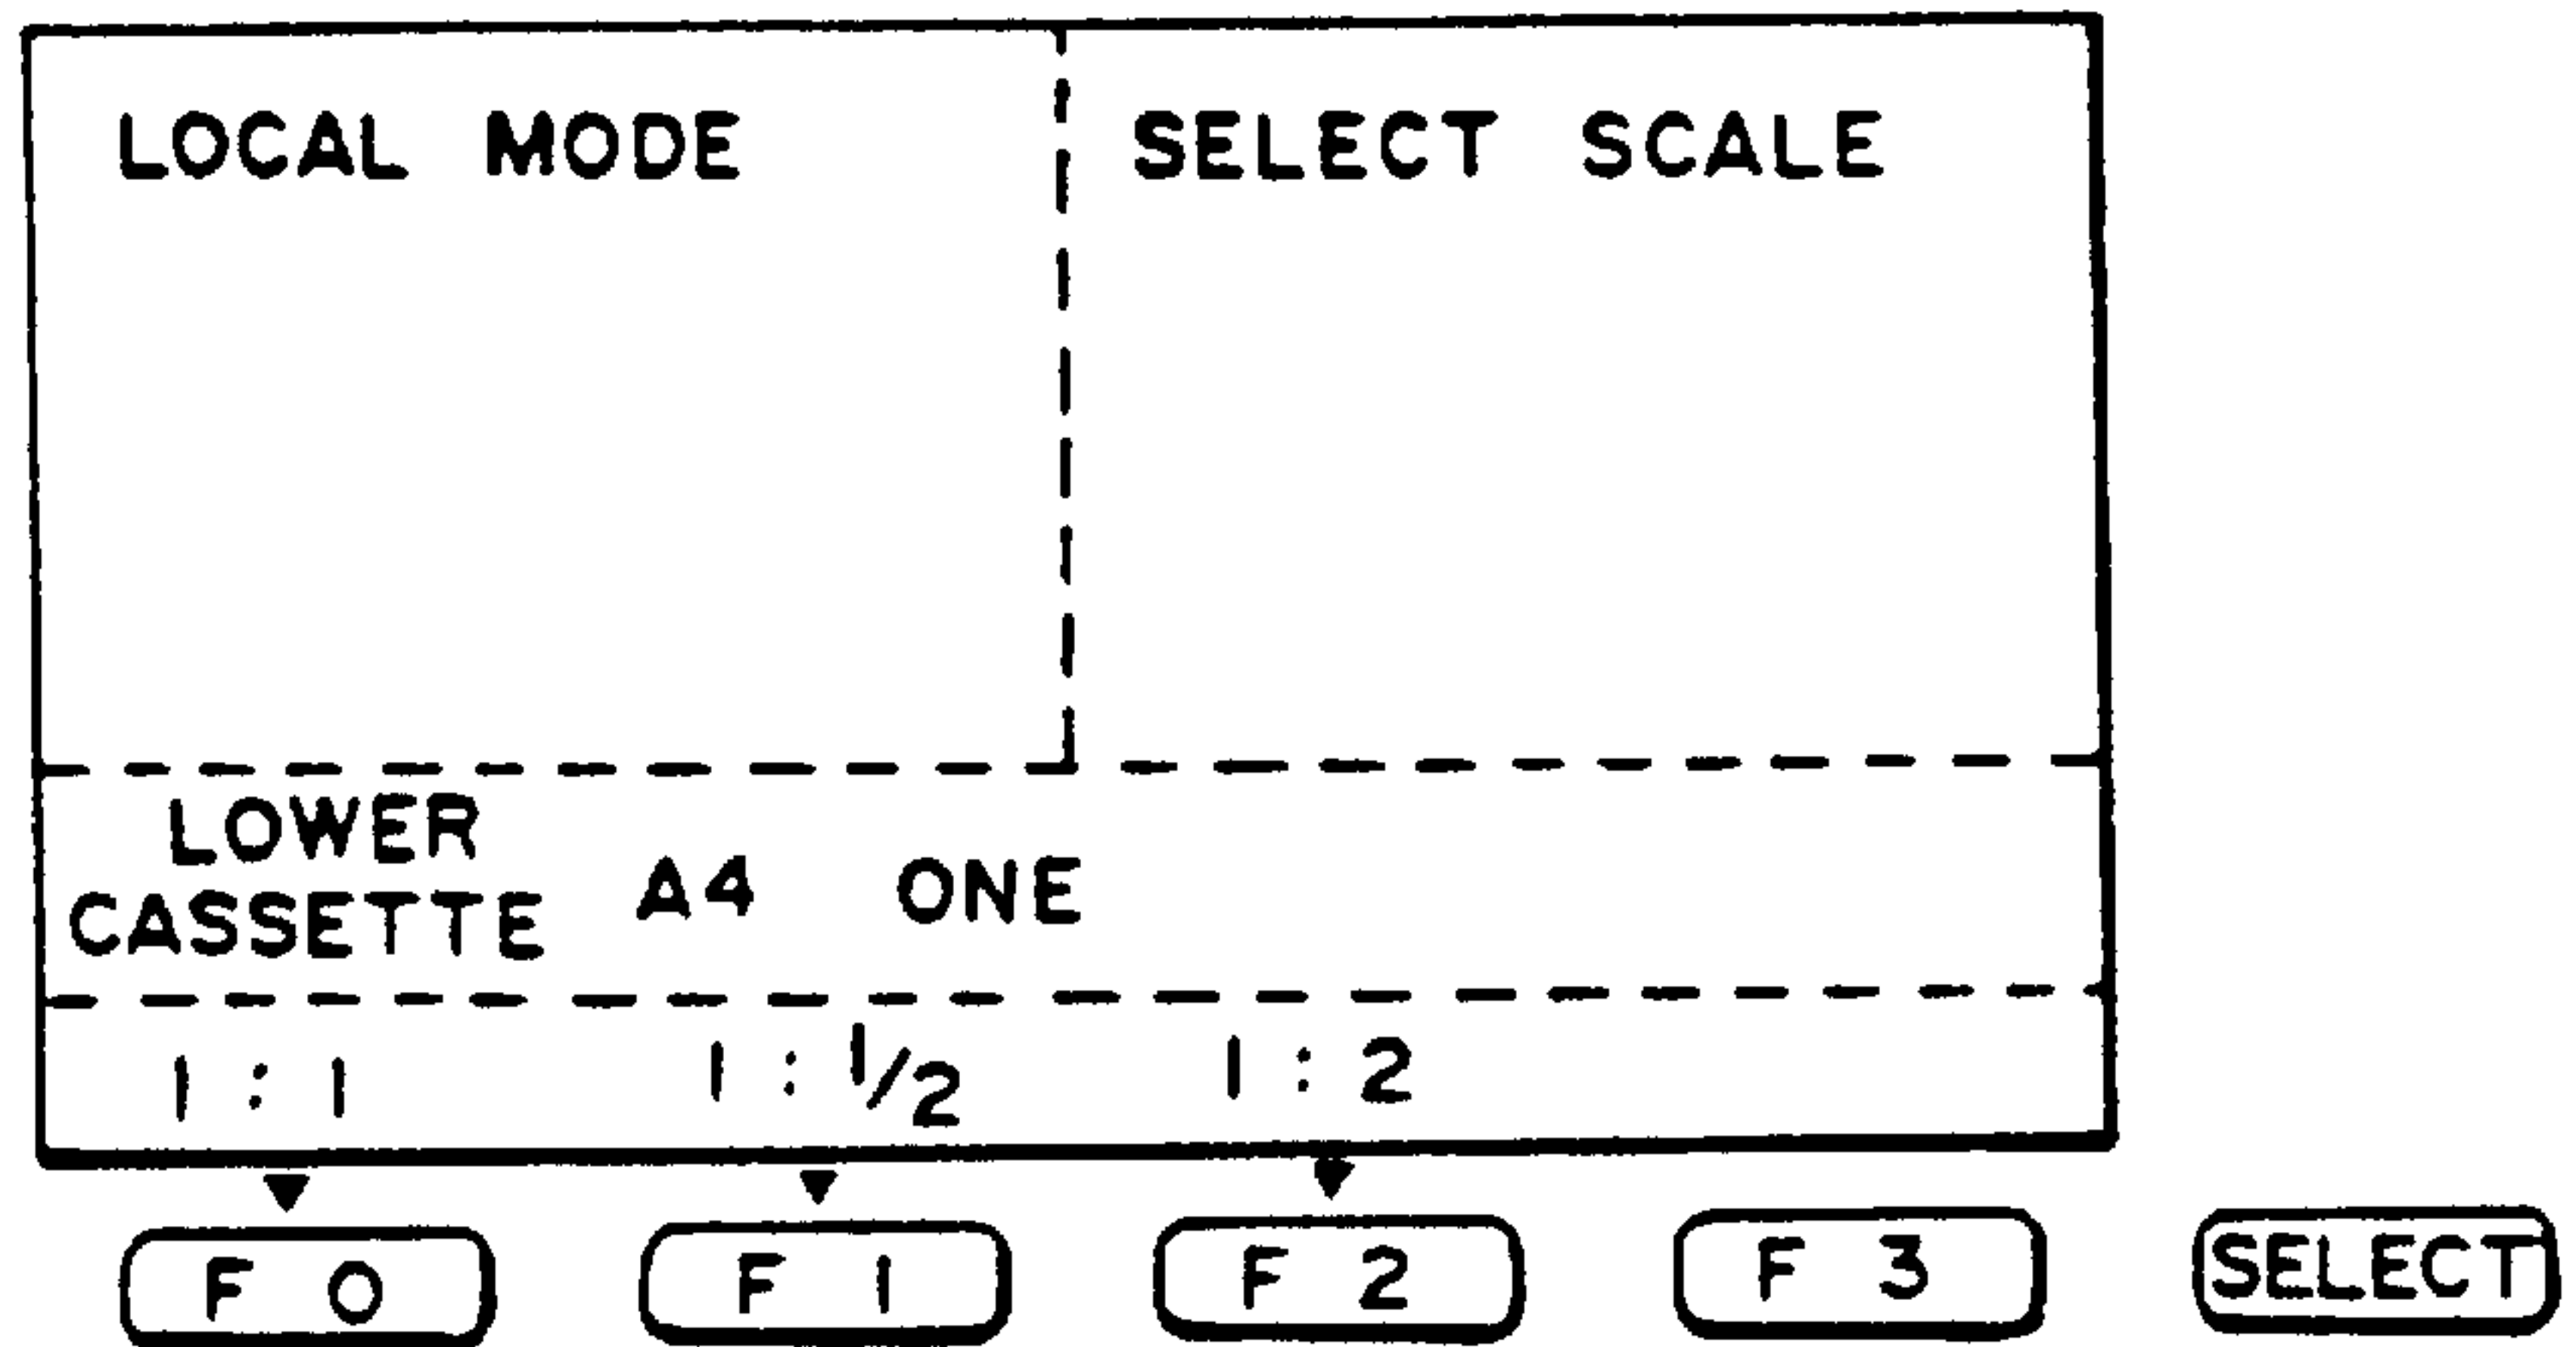 LOCAL MODE SELECT SCALE
LOWER
CASSETTE A4 ONE
1 : 1 1 : 1/2 1 : 2
F 0 F 1 F 2 F 3 SELECT